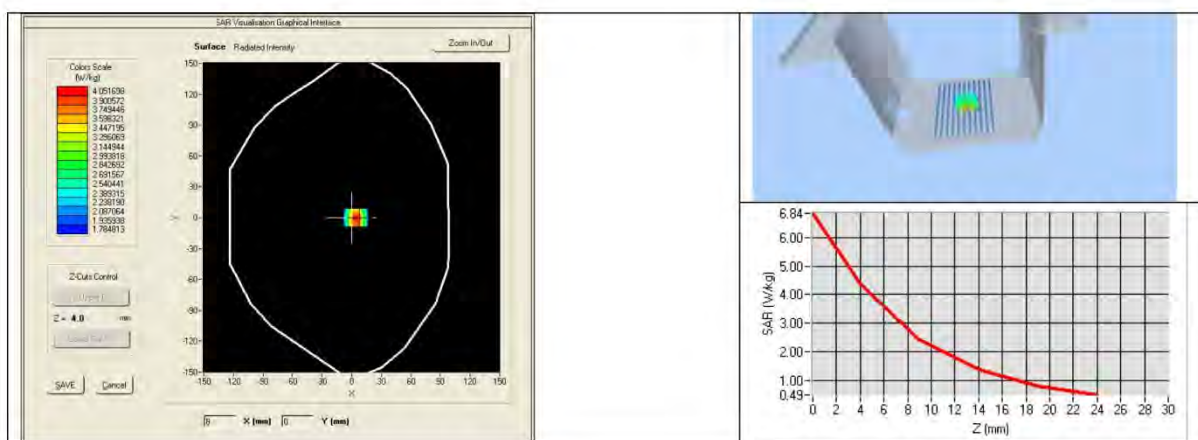 SAR Visualisation Graphical Interface
Surface Radiated Intensity
Zoom In/Out
Colors Scale
(W/kg)
4.051698
3.900572
3.749446
3.598321
3.447195
3.296069
3.144944
2.993818
2.842692
2.691567
2.540441
2.389315
2.238190
2.087064
1.935938
1.784813
150
120
90
60
30
0
-30
-60
-90
-120
-150
Y
-150 -120 -90 -60 -30 0 30 60 90 120 150
X
Z-Cuts Control
Z = 4.0 mm
SAVE Cancel
X (mm) 0 Y (mm)
6.84
6.00
5.00
4.00
3.00
2.00
1.00
0.49
SAR (W/kg)
0 2 4 6 8 10 12 14 16 18 20 22 24 26 28 30
Z (mm)